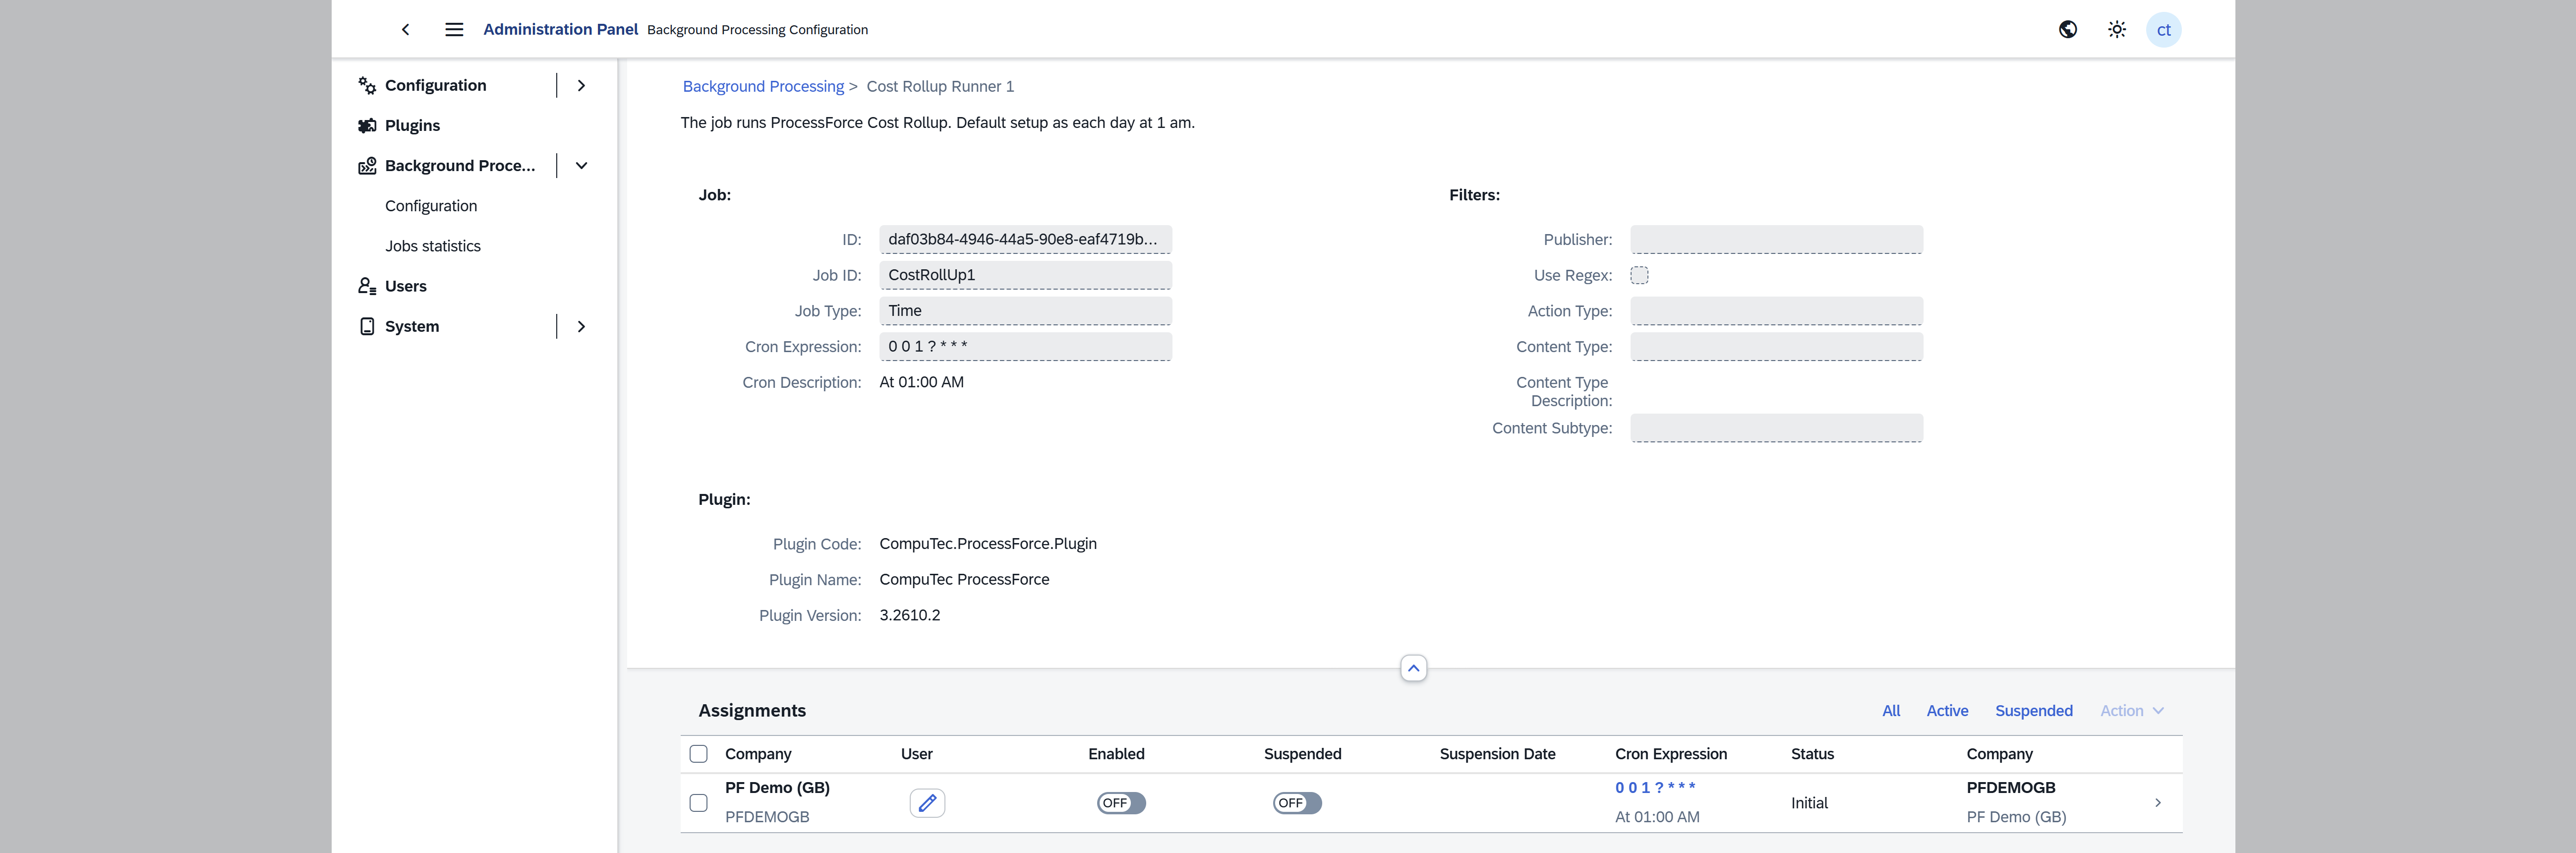 Administration Panel Background Processing Configuration
ct
Configuration
Plugins
Background Proce...
Configuration
Jobs statistics
Users
System
Background Processing > Cost Rollup Runner 1
The job runs ProcessForce Cost Rollup. Default setup as each day at 1 am.
Job:
ID: daf03b84-4946-44a5-90e8-eaf4719b...
Job ID: CostRollUp1
Job Type: Time
Cron Expression: 0 0 1 ? * * *
Cron Description: At 01:00 AM
Filters:
Publisher:
Use Regex:
Action Type:
Content Type:
Content Type
Description:
Content Subtype:
Plugin:
Plugin Code: CompuTec.ProcessForce.Plugin
Plugin Name: CompuTec ProcessForce
Plugin Version: 3.2610.2
Assignments
All Active Suspended Action
Company User Enabled Suspended Suspension Date Cron Expression Status Company
PF Demo (GB) 0 0 1 ? * * * PFDEMOGB
OFF OFF Initial
PFDEMOGB At 01:00 AM PF Demo (GB)